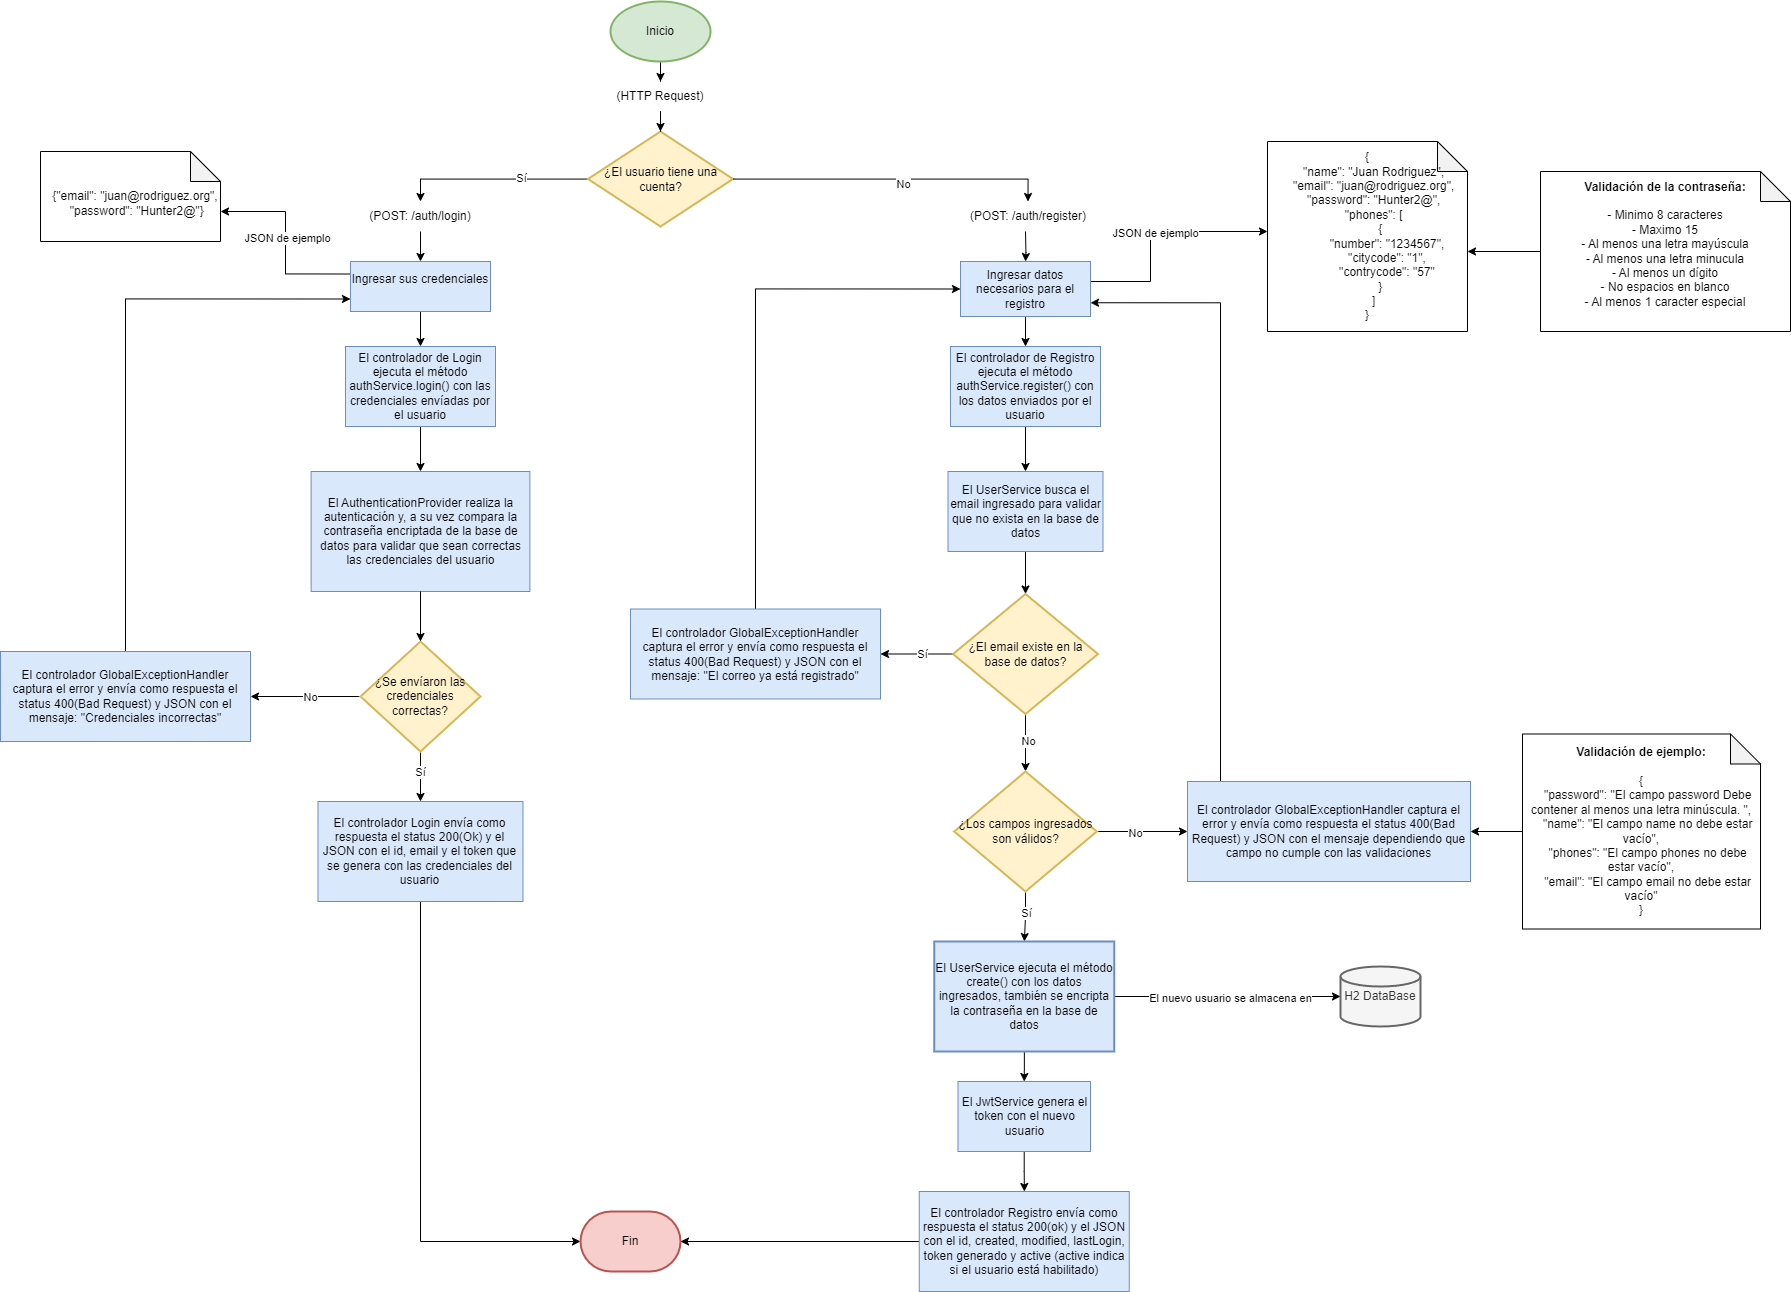 Inicio
(HTTP Request)
¿El usuario tiene una
cuenta?
Sí
No
{"email": "juan@rodriguez.org",
"password": "Hunter2@"}
JSON de ejemplo
(POST: /auth/login)
Ingresar sus credenciales
El controlador de Login
ejecuta el método
authService.login() con las
credenciales envíadas por
el usuario
El AuthenticationProvider realiza la
autenticación y, a su vez compara la
contraseña encriptada de la base de
datos para validar que sean correctas
las credenciales del usuario
¿Se envíaron las
credenciales
correctas?
No
El controlador GlobalExceptionHandler
captura el error y envía como respuesta el
status 400(Bad Request) y JSON con el
mensaje: "Credenciales incorrectas"
Sí
El controlador Login envía como
respuesta el status 200(Ok) y el
JSON con el id, email y el token que
se genera con las credenciales del
usuario
(POST: /auth/register)
Ingresar datos
necesarios para el
registro
JSON de ejemplo
{
"name": "Juan Rodriguez",
"email": "juan@rodriguez.org",
"password": "Hunter2@",
"phones": [
{
"number": "1234567",
"citycode": "1",
"contrycode": "57"
}
]
}
Validación de la contraseña:
- Minimo 8 caracteres
- Maximo 15
- Al menos una letra mayúscula
- Al menos una letra minucula
- Al menos un dígito
- No espacios en blanco
- Al menos 1 caracter especial
El controlador de Registro
ejecuta el método
authService.register() con
los datos enviados por el
usuario
El UserService busca el
email ingresado para validar
que no exista en la base de
datos
¿El email existe en la
base de datos?
Sí
El controlador GlobalExceptionHandler
captura el error y envía como respuesta el
status 400(Bad Request) y JSON con el
mensaje: "El correo ya está registrado"
No
¿Los campos ingresados
son válidos?
No
El controlador GlobalExceptionHandler captura el
error y envía como respuesta el status 400(Bad
Request) y JSON con el mensaje dependiendo que
campo no cumple con las validaciones
Validación de ejemplo:
{
"password": "El campo password Debe
contener al menos una letra minúscula. ",
"name": "El campo name no debe estar
vacío",
"phones": "El campo phones no debe
estar vacío",
"email": "El campo email no debe estar
vacío"
}
Sí
El UserService ejecuta el método
create() con los datos
ingresados, también se encripta
la contraseña en la base de
datos
El nuevo usuario se almacena en
H2 DataBase
El JwtService genera el
token con el nuevo
usuario
El controlador Registro envía como
respuesta el status 200(ok) y el JSON
con el id, created, modified, lastLogin,
token generado y active (active indica
si el usuario está habilitado)
Fin